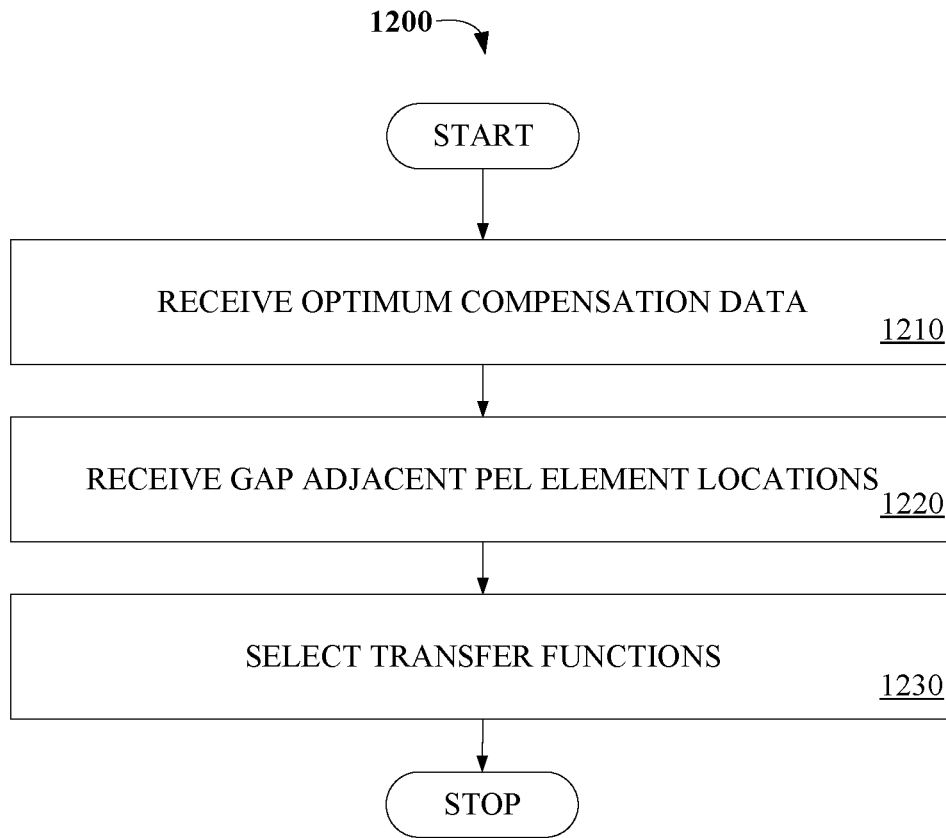 1200
START
RECEIVE OPTIMUM COMPENSATION DATA
1210
RECEIVE GAP ADJACENT PEL ELEMENT LOCATIONS
1220
SELECT TRANSFER FUNCTIONS
1230
STOP